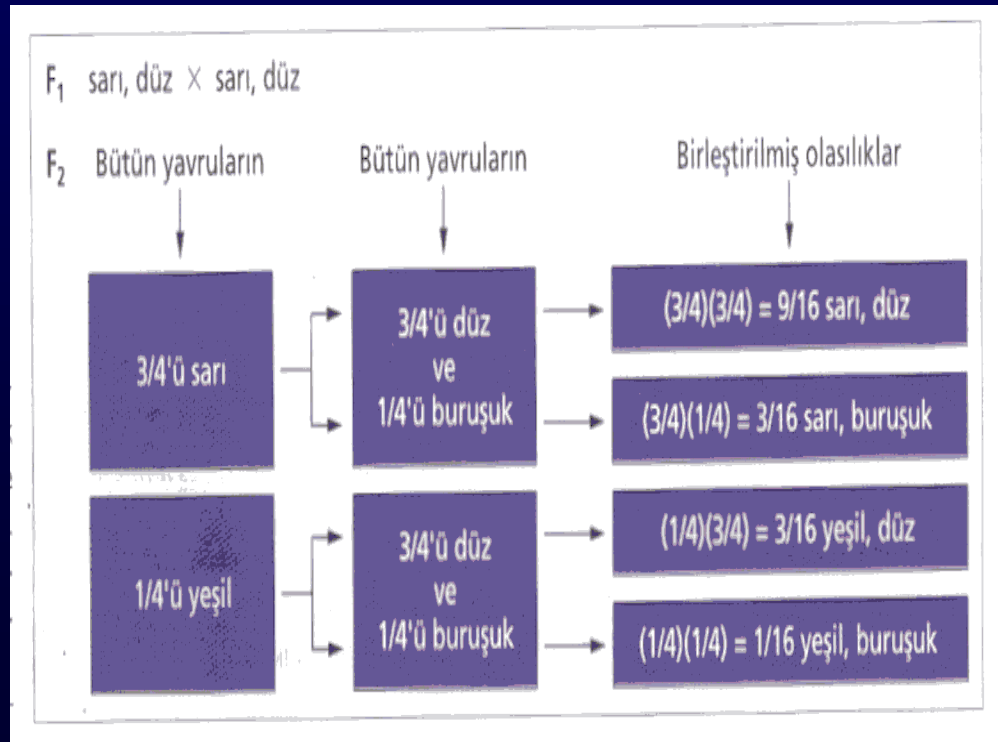 F₁ sarı, düz × sarı, düz
F₂ Bütün yavruların Bütün yavruların Birleştirilmiş olasılıklar
3/4'ü sarı
3/4'ü düz
ve
1/4'ü buruşuk
(3/4)(3/4) = 9/16 sarı, düz
(3/4)(1/4) = 3/16 sarı, buruşuk
1/4'ü yeşil
3/4'ü düz
ve
1/4'ü buruşuk
(1/4)(3/4) = 3/16 yeşil, düz
(1/4)(1/4) = 1/16 yeşil, buruşuk